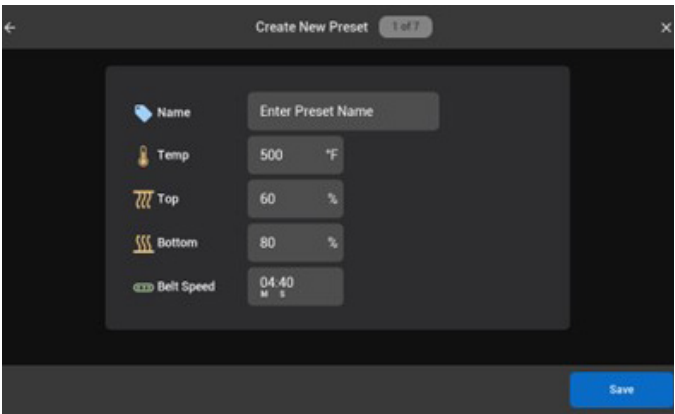 Create New Preset 1 of 7
Name Enter Preset Name
Temp 500 °F
Top 60 %
Bottom 80 %
Belt Speed 04:40
M S
Save